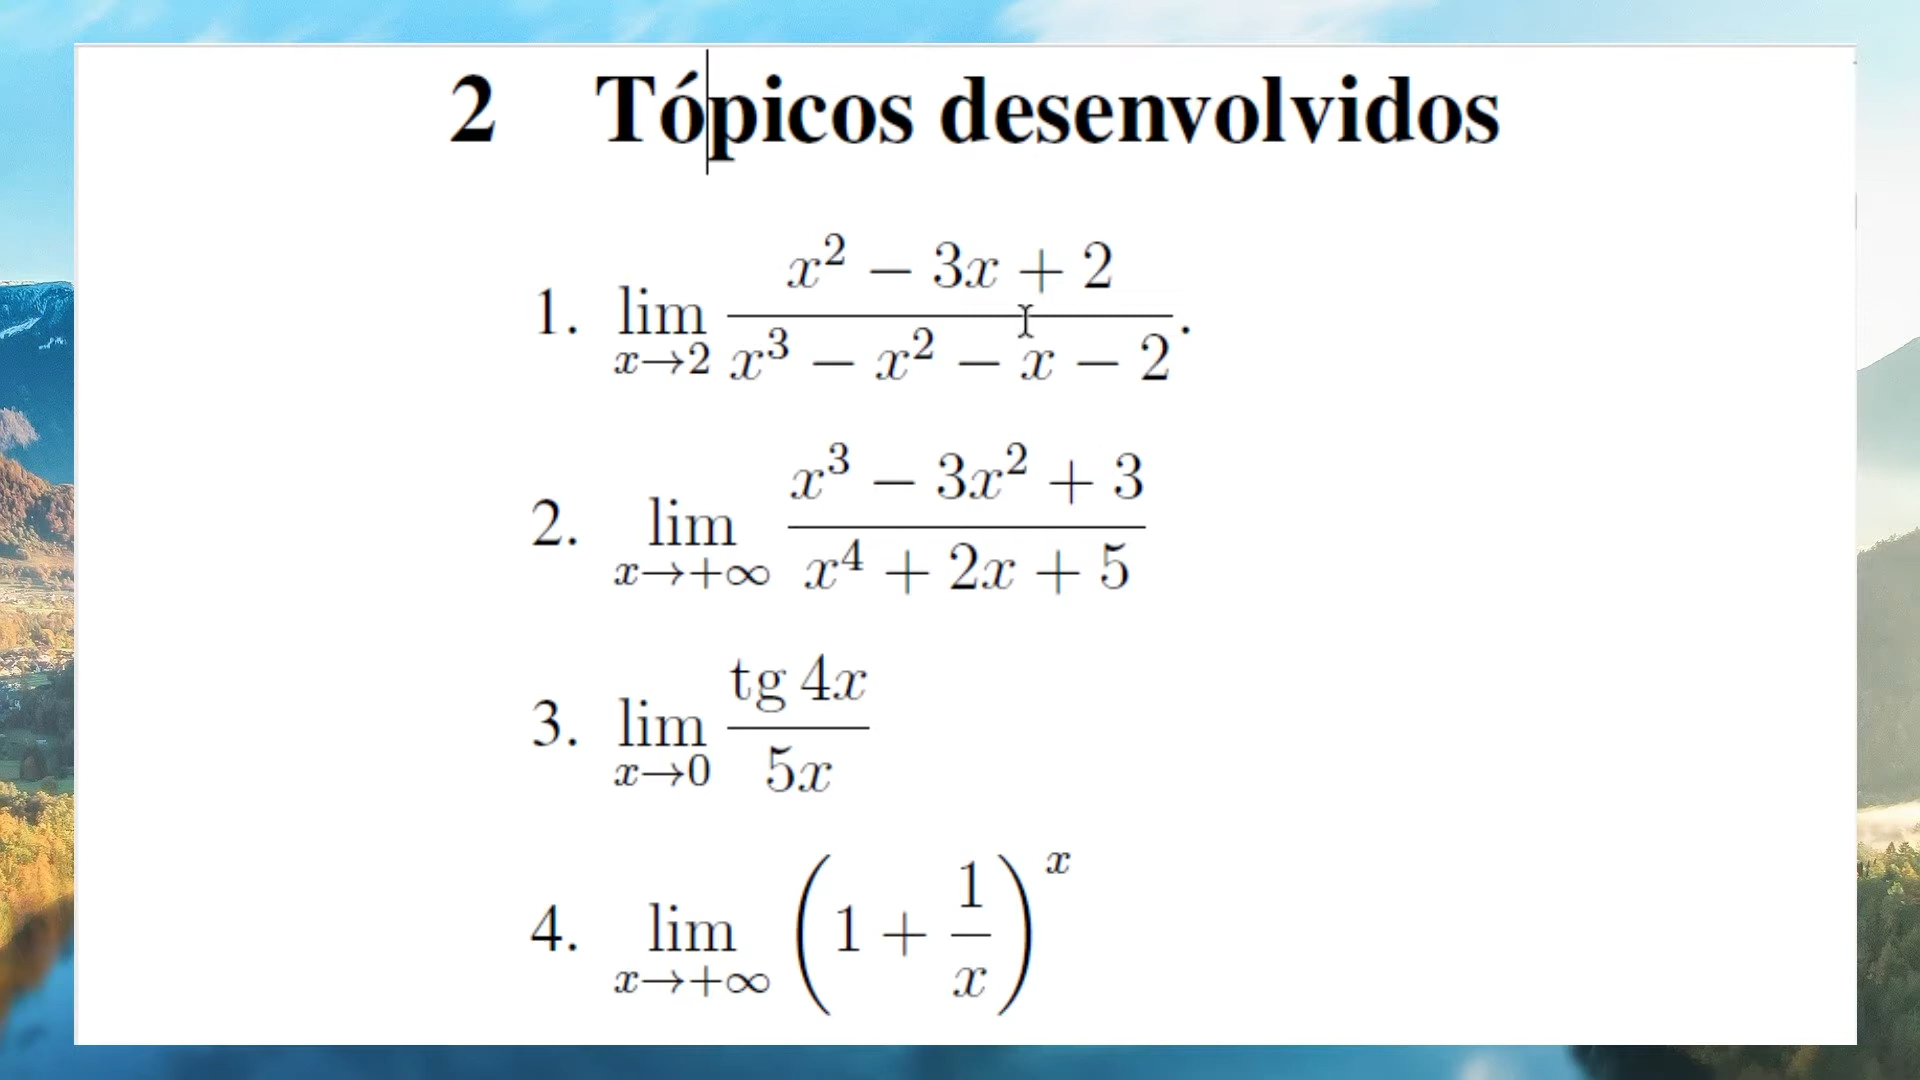 2 Tópicos desenvolvidos
1. lim x→2 (x² − 3x + 2)/(x³ − x² − x − 2).
2. lim x→+∞ (x³ − 3x² + 3)/(x⁴ + 2x + 5)
3. lim x→0 (tg 4x)/(5x)
4. lim x→+∞ (1 + 1/x)ˣ